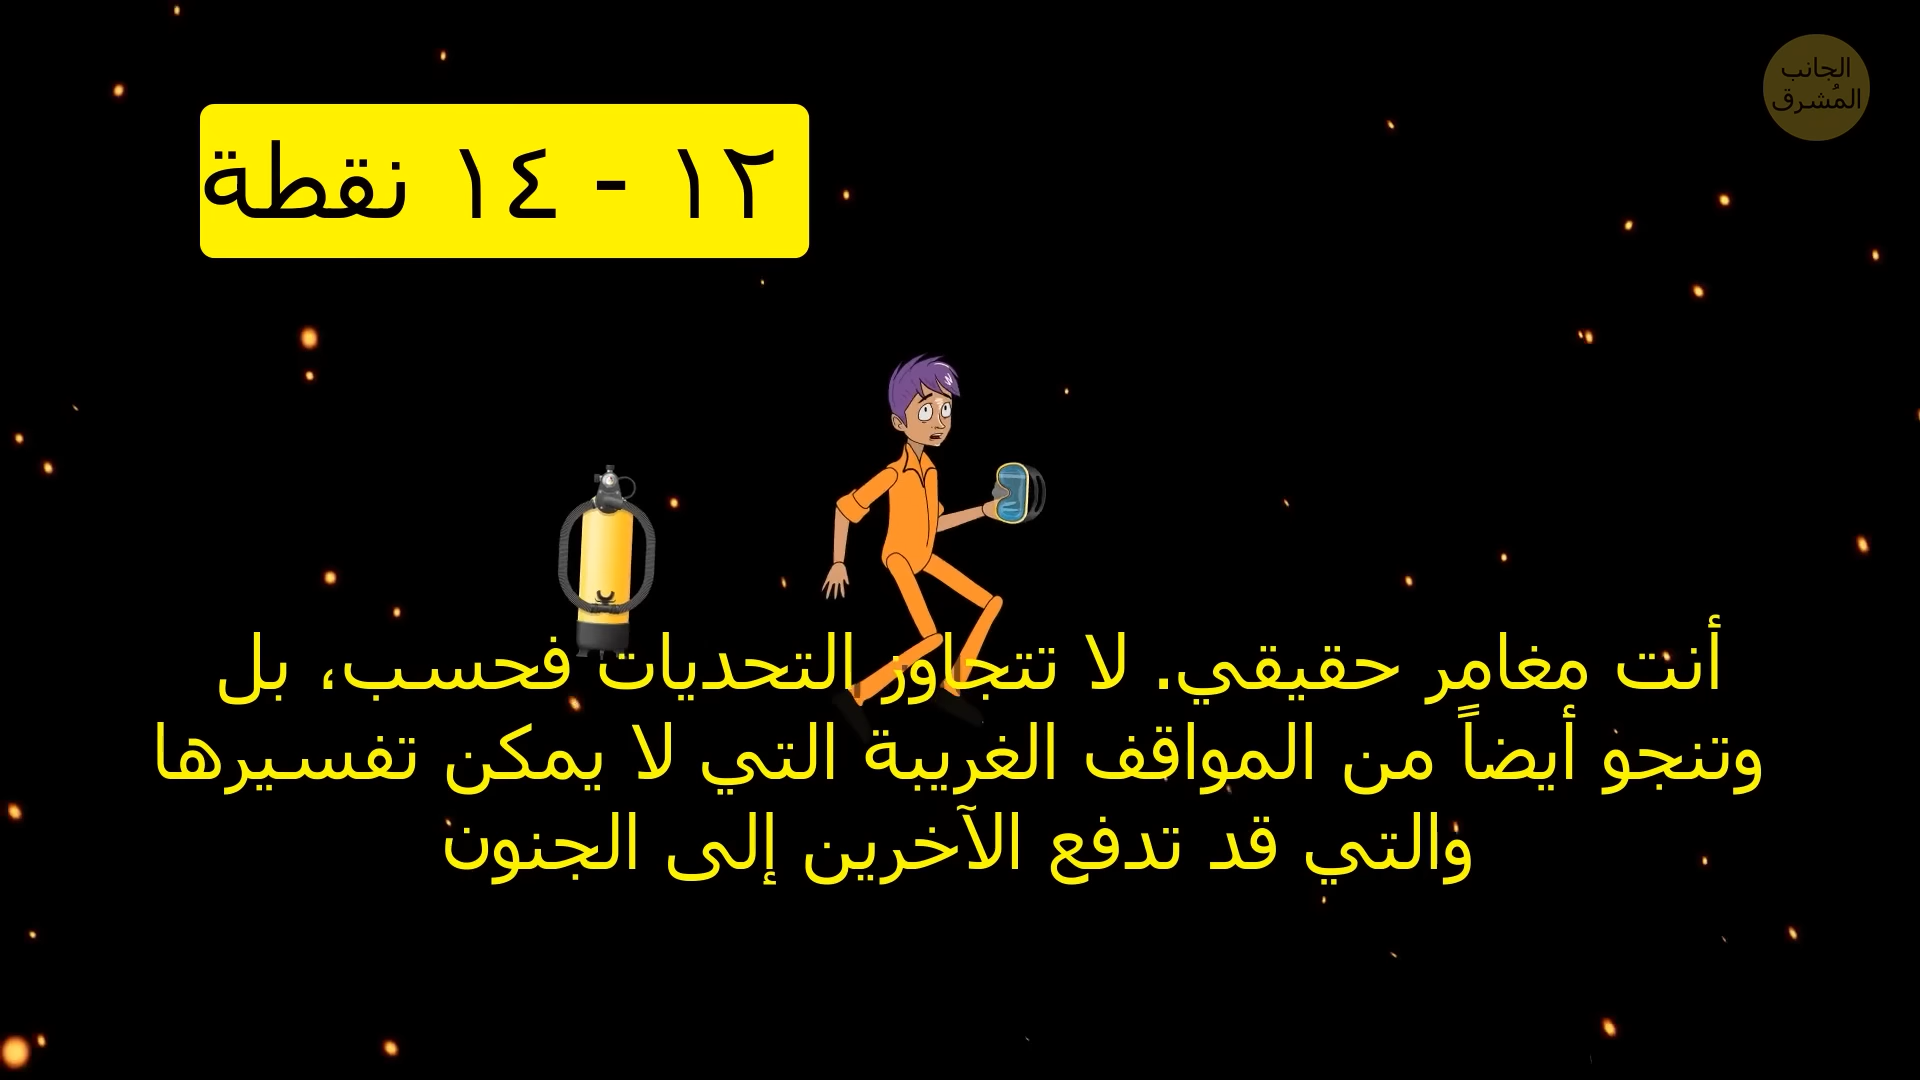 الجانب
المُشرق
١٢ - ١٤ نقطة
أنت مغامر حقيقي. لا تتجاوز التحديات فحسب، بل
وتنجو أيضاً من المواقف الغريبة التي لا يمكن تفسيرها
والتي قد تدفع الآخرين إلى الجنون